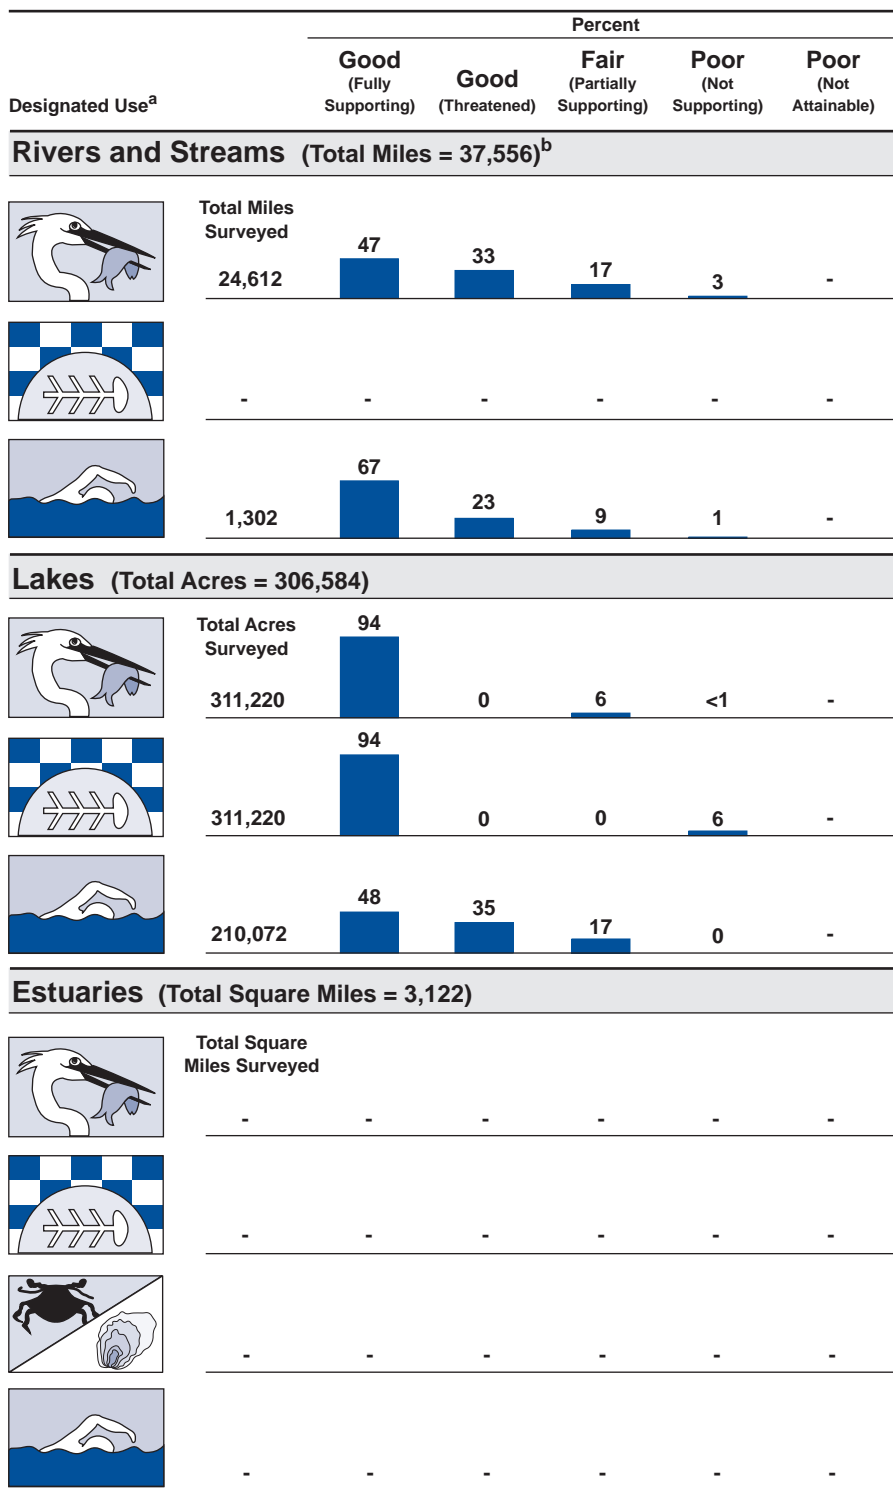 Percent
Good Good Fair Poor Poor
(Fully (Threatened) (Partially (Not (Not
Designated Useᵃ Supporting) Supporting) Supporting) Attainable)
Rivers and Streams (Total Miles = 37,556)ᵇ
Total Miles
Surveyed
24,612 47 33 17 3 -
- - - - - -
1,302 67 23 9 1 -
Lakes (Total Acres = 306,584)
Total Acres
Surveyed
311,220 94 0 6 <1 -
311,220 94 0 0 6 -
210,072 48 35 17 0 -
Estuaries (Total Square Miles = 3,122)
Total Square
Miles Surveyed
- - - - - -
- - - - - -
- - - - - -
- - - - - -